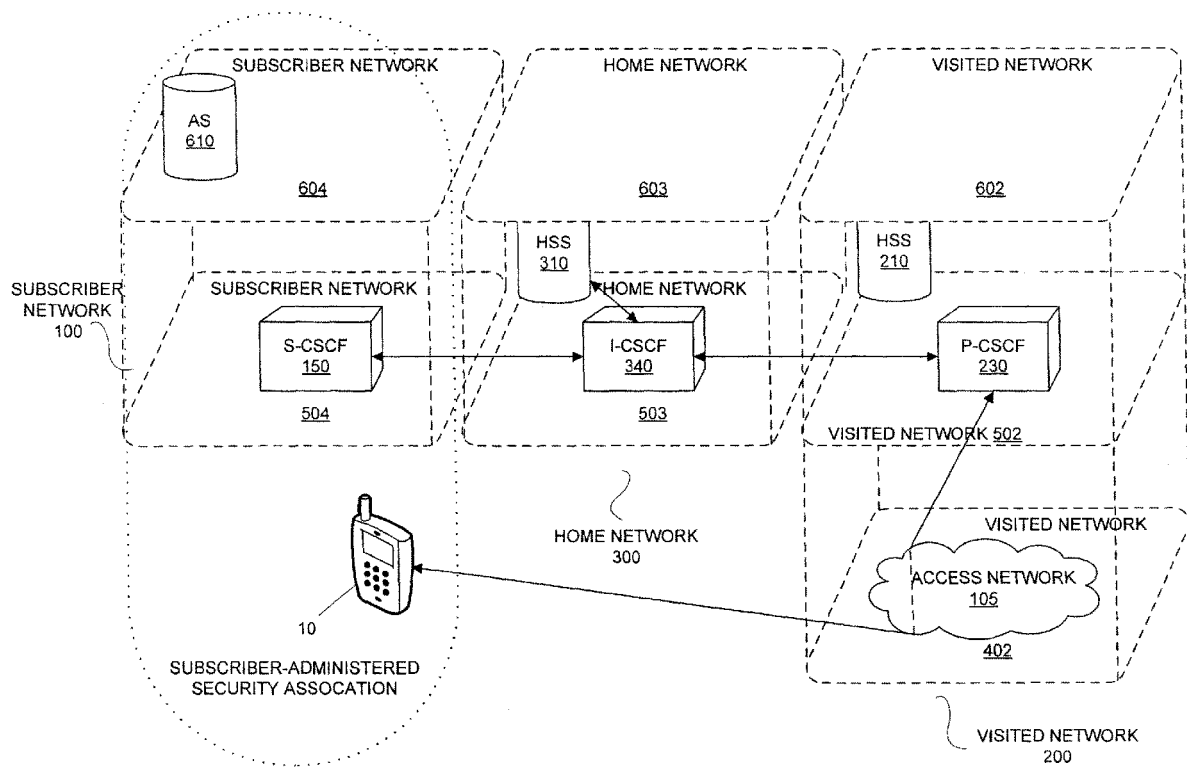 SUBSCRIBER NETWORK
HOME NETWORK
VISITED NETWORK
AS
610
604
603
602
HSS
310
HSS
210
SUBSCRIBER
NETWORK
100
SUBSCRIBER NETWORK
HOME NETWORK
S-CSCF
150
I-CSCF
340
P-CSCF
230
504
503
VISITED NETWORK 502
HOME NETWORK
300
VISITED NETWORK
ACCESS NETWORK
105
402
10
SUBSCRIBER-ADMINISTERED
SECURITY ASSOCATION
VISITED NETWORK
200